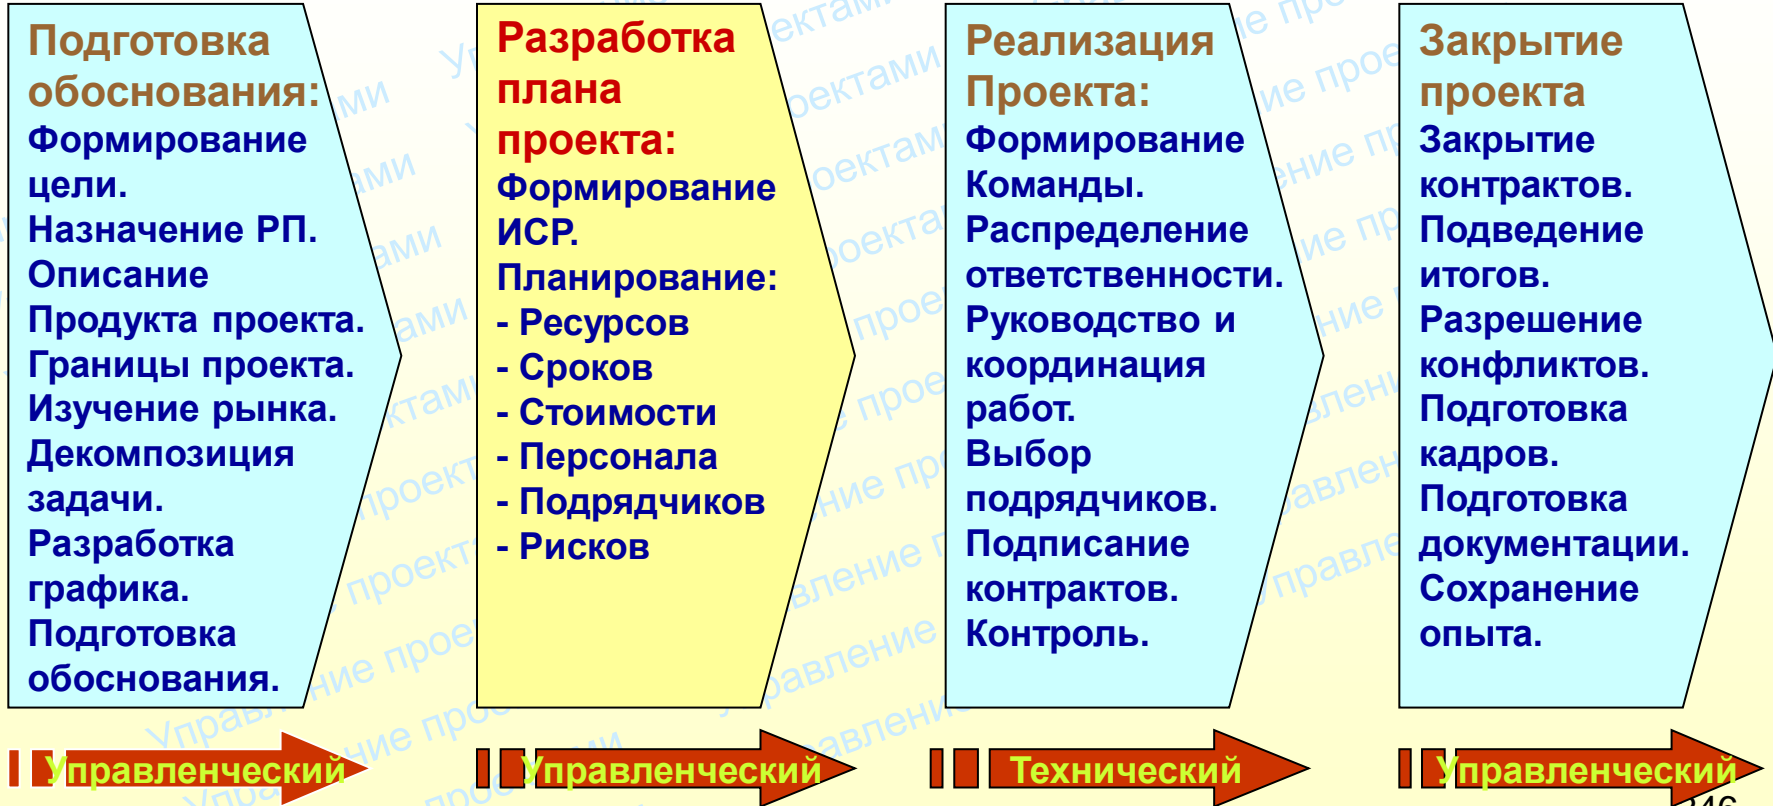 Подготовка
обоснования:
Формирование
цели.
Назначение РП.
Описание
Продукта проекта.
Границы проекта.
Изучение рынка.
Декомпозиция
задачи.
Разработка
графика.
Подготовка
обоснования.
Управленческий
Разработка
плана
проекта:
Формирование
ИСР.
Планирование:
- Ресурсов
- Сроков
- Стоимости
- Персонала
- Подрядчиков
- Рисков
Управленческий
Реализация
Проекта:
Формирование
Команды.
Распределение
ответственности.
Руководство и
координация
работ.
Выбор
подрядчиков.
Подписание
контрактов.
Контроль.
Технический
Закрытие
проекта
Закрытие
контрактов.
Подведение
итогов.
Разрешение
конфликтов.
Подготовка
кадров.
Подготовка
документации.
Сохранение
опыта.
Управленческий